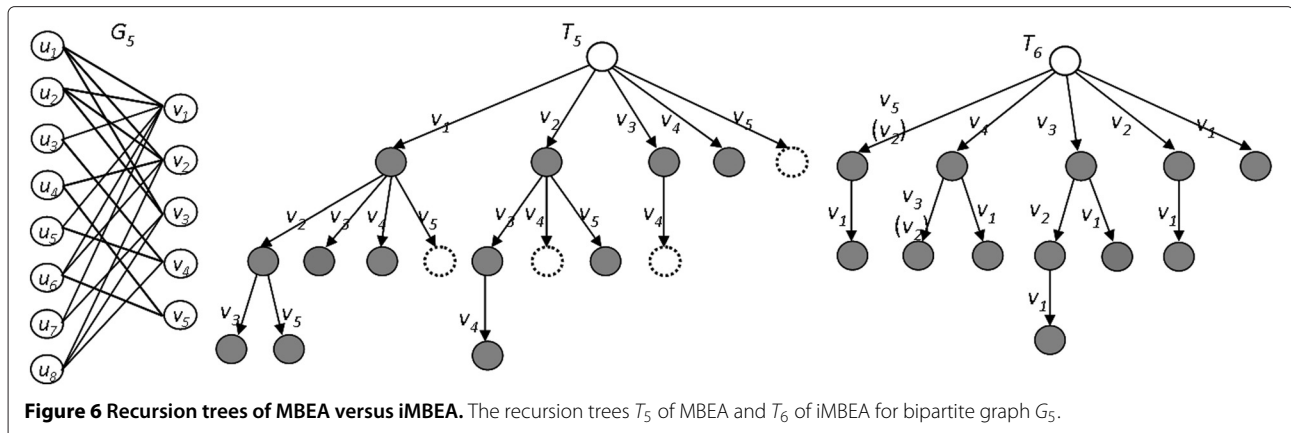 G5
u1
u2
u3
u4
u5
u6
u7
u8
v1
v2
v3
v4
v5
T5
v1 v2 v3 v4 v5
v2 v3 v4 v5 v3 v4 v5 v4
v3 v5 v4
T6
v5 (v2) v4 v3 v2 v1
v1 v3 (v2) v1 v2 v1 v1
v1
Figure 6 Recursion trees of MBEA versus iMBEA. The recursion trees T5 of MBEA and T6 of iMBEA for bipartite graph G5.